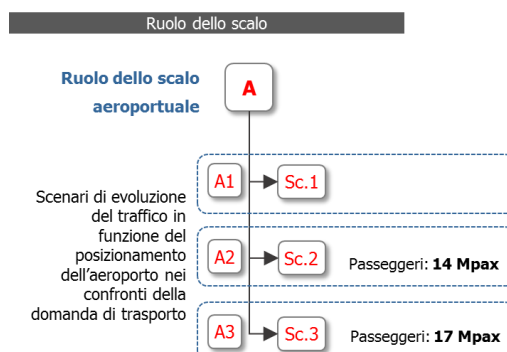 Ruolo dello scalo
Ruolo dello scalo
aeroportuale
A
A1
Sc.1
Scenari di evoluzione
del traffico in
funzione del
posizionamento
dell'aeroporto nei
confronti della
domanda di trasporto
A2
Sc.2
Passeggeri: 14 Mpax
A3
Sc.3
Passeggeri: 17 Mpax